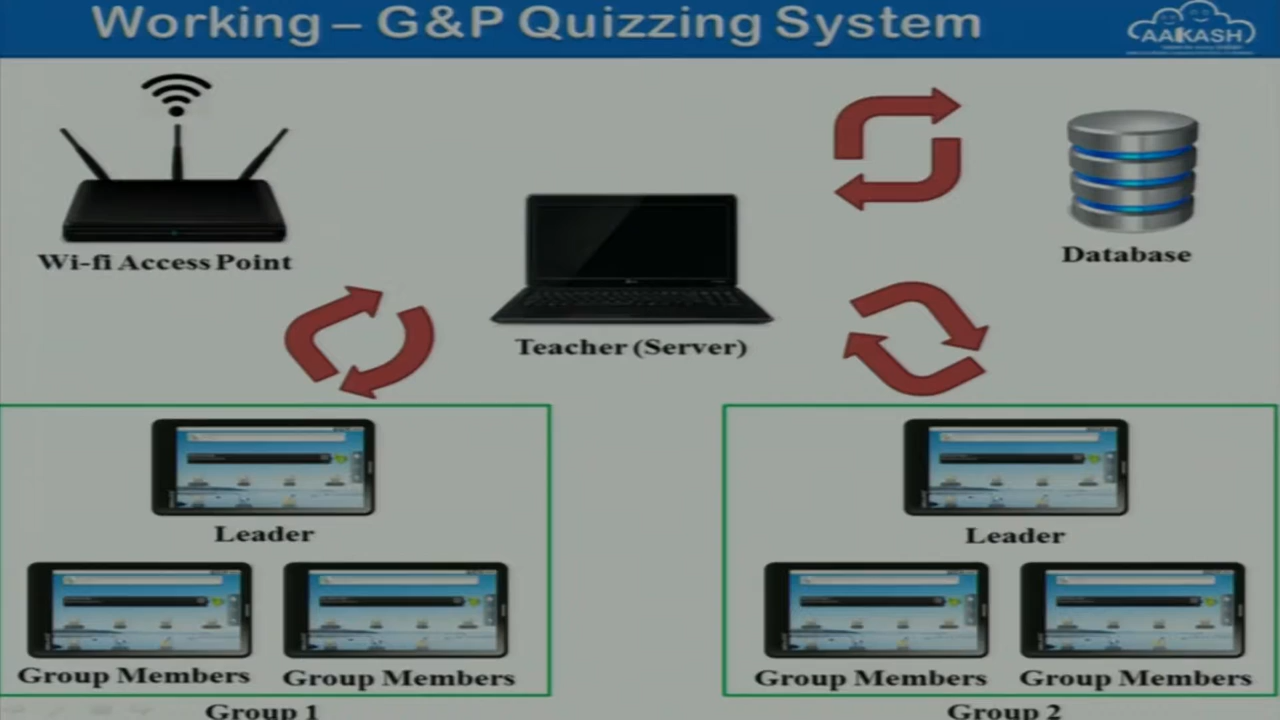 Working – G&P Quizzing System
AAKASH
Wi-fi Access Point
Database
Teacher (Server)
Leader
Leader
Group Members
Group Members
Group Members
Group Members
Group 1
Group 2